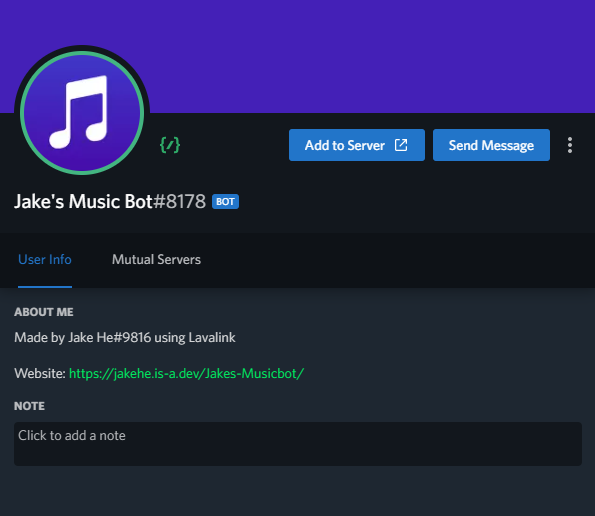 Add to Server
Send Message
Jake's Music Bot#8178 BOT
User Info
Mutual Servers
ABOUT ME
Made by Jake He#9816 using Lavalink
Website: https://jakehe.is-a.dev/Jakes-Musicbot/
NOTE
Click to add a note